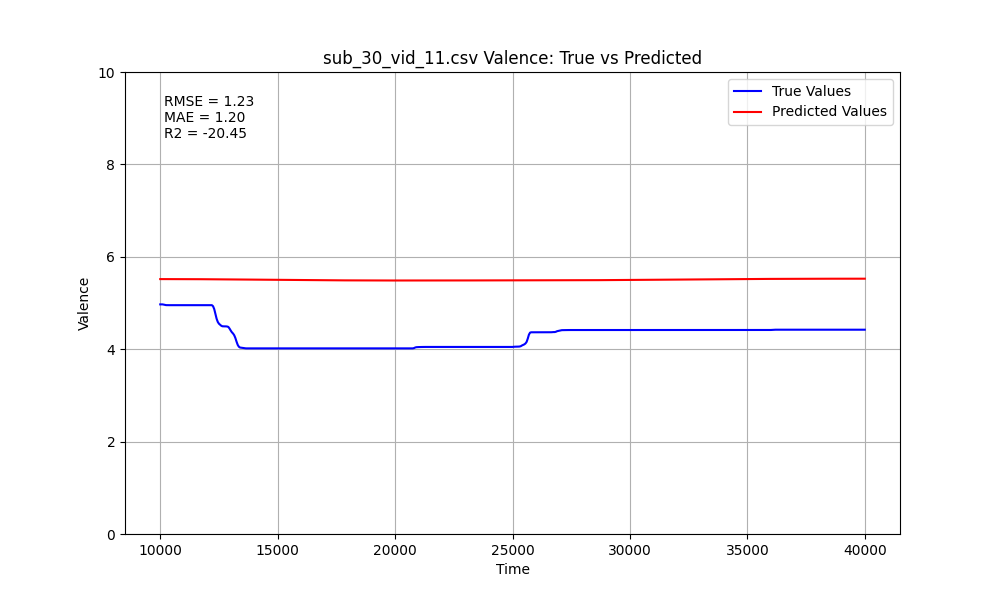 sub_30_vid_11.csv Valence: True vs Predicted
RMSE = 1.23
MAE = 1.20
R2 = -20.45
True Values
Predicted Values
10
8
6
4
2
0
Valence
10000 15000 20000 25000 30000 35000 40000
Time